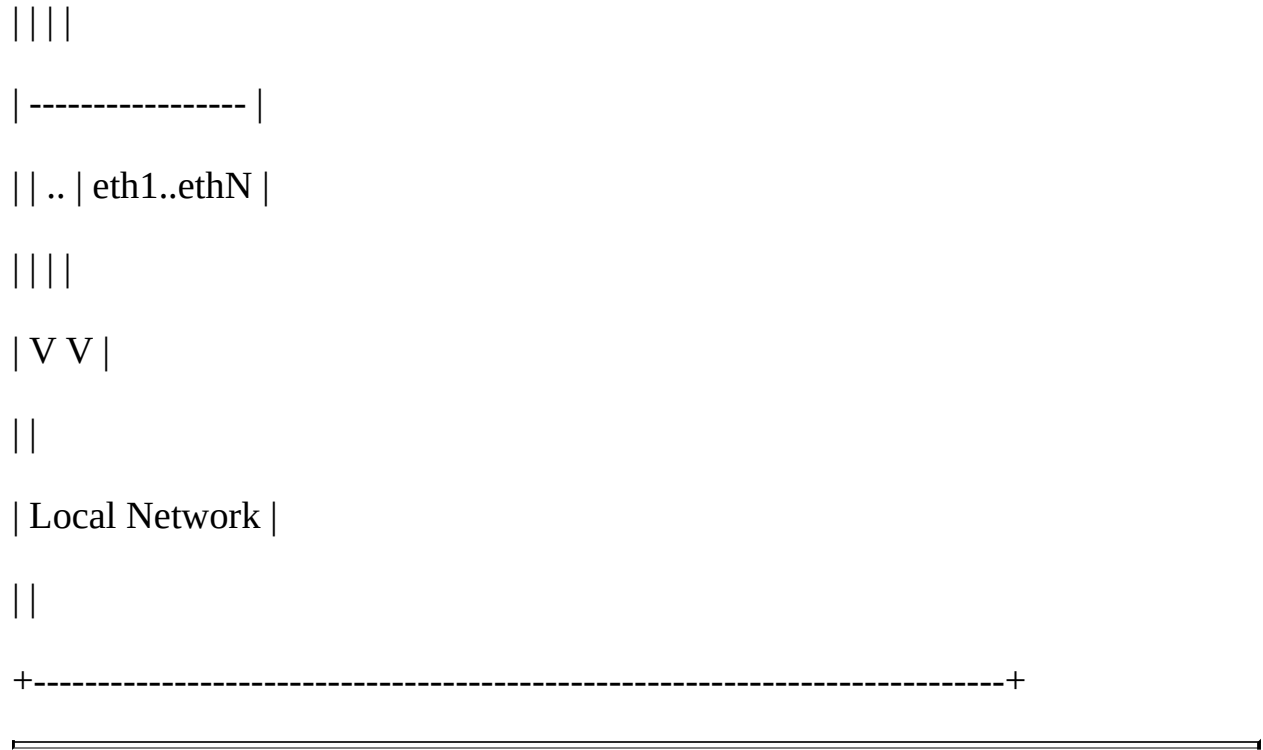 | | | |
| ----------------- |
| | .. | eth1..ethN |
| | | |
| V V |
| |
| Local Network |
| |
+----------------------------------------------------------------------------+